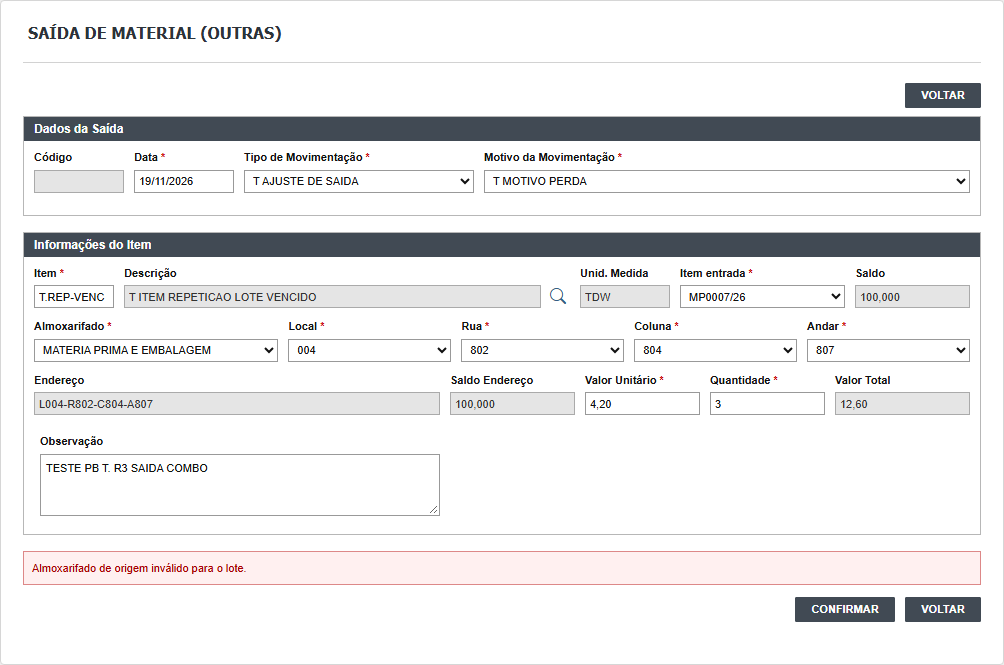 SAÍDA DE MATERIAL (OUTRAS)
VOLTAR
Dados da Saída
Código Data * Tipo de Movimentação * Motivo da Movimentação *
19/11/2026 T AJUSTE DE SAIDA T MOTIVO PERDA
Informações do Item
Item * Descrição Unid. Medida Item entrada * Saldo
T.REP-VENC T ITEM REPETICAO LOTE VENCIDO TDW MP0007/26 100,000
Almoxarifado * Local * Rua * Coluna * Andar *
MATERIA PRIMA E EMBALAGEM 004 802 804 807
Endereço Saldo Endereço Valor Unitário * Quantidade * Valor Total
L004-R802-C804-A807 100,000 4,20 3 12,60
Observação
TESTE PB T. R3 SAIDA COMBO
Almoxarifado de origem inválido para o lote.
CONFIRMAR VOLTAR